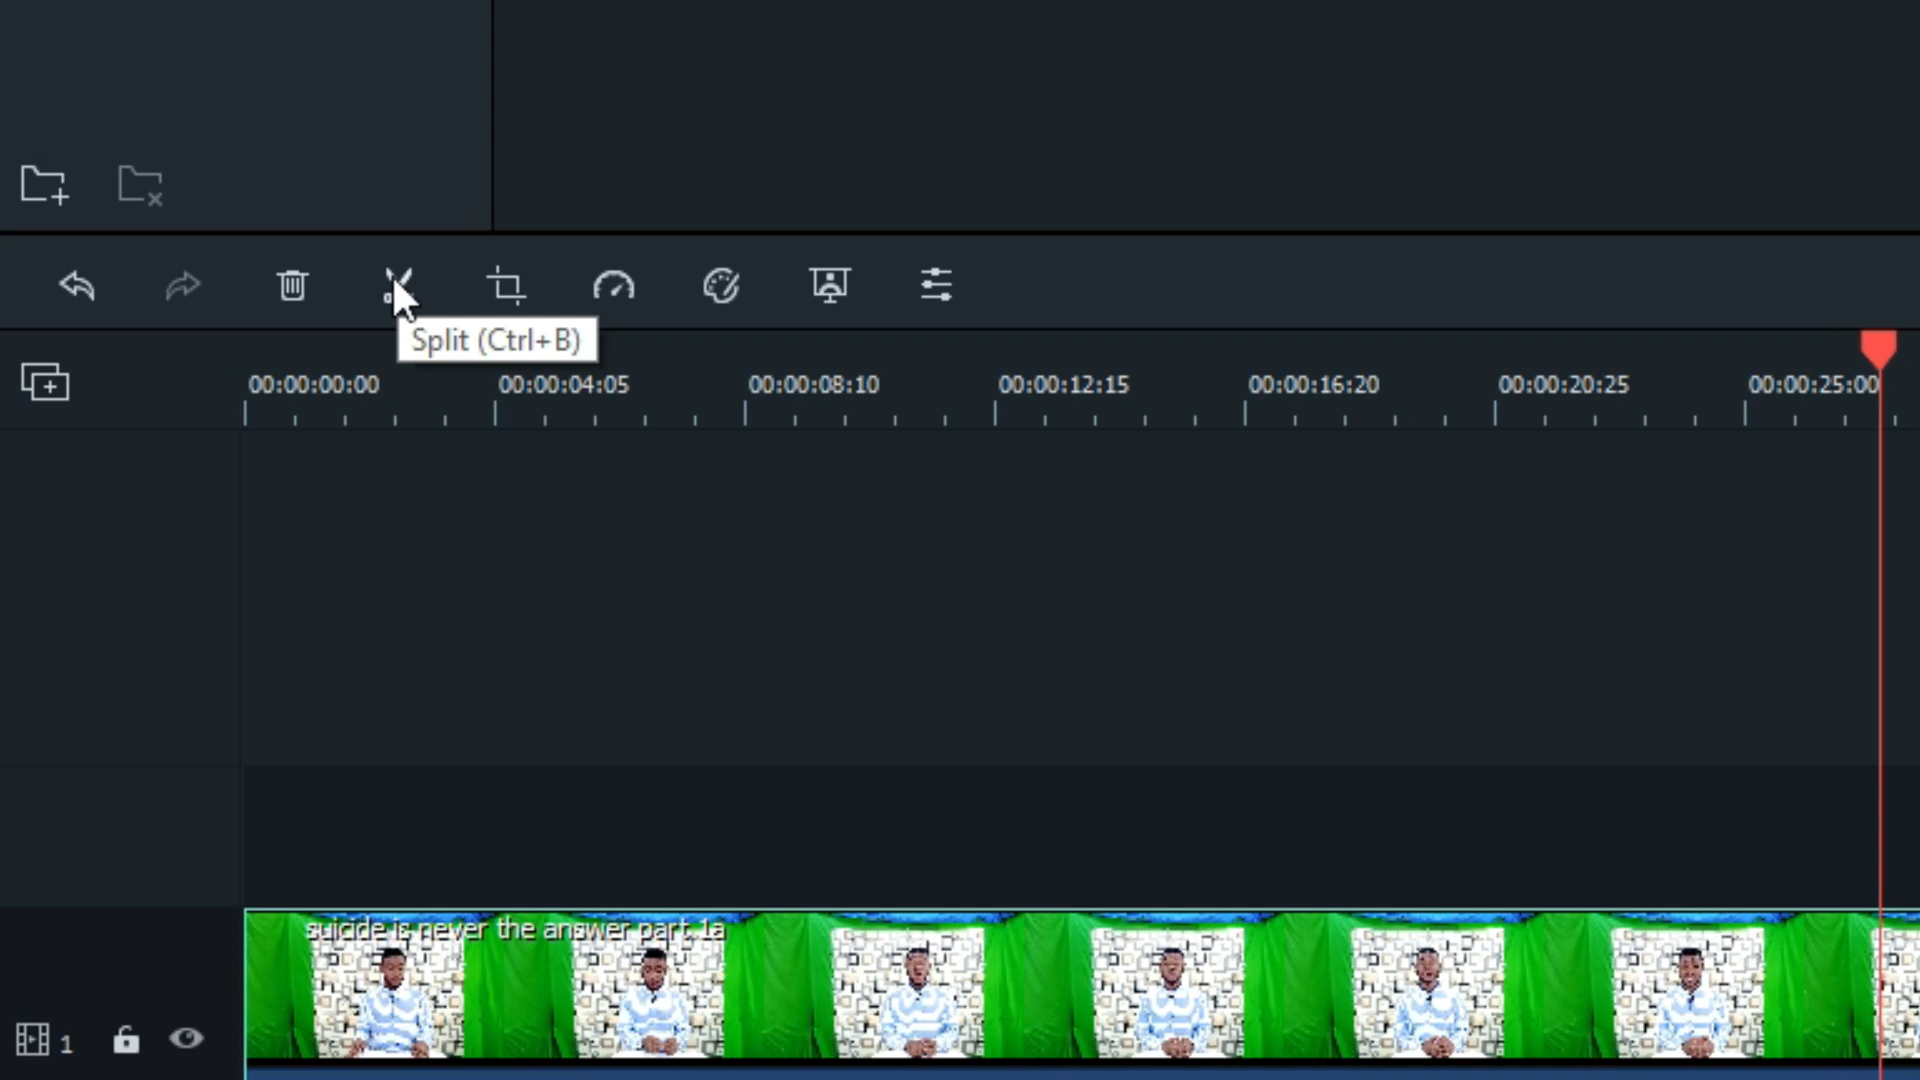 Split (Ctrl+B)
00:00:00:00 00:00:04:05 00:00:08:10 00:00:12:15 00:00:16:20 00:00:20:25 00:00:25:00
suicide is never the answer part 1a
1